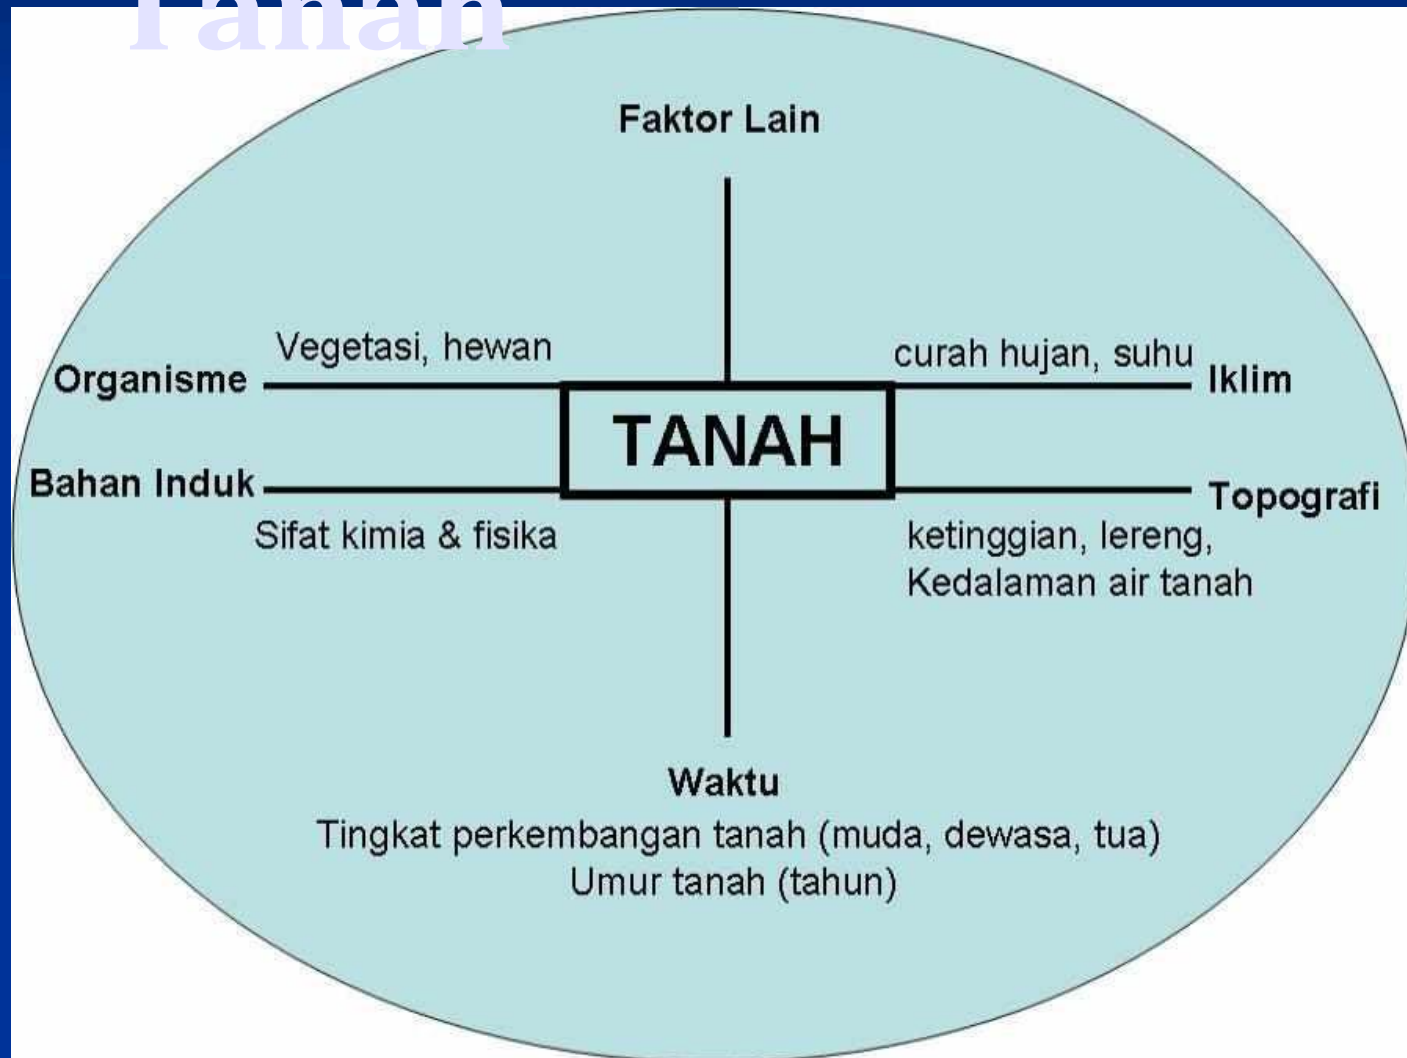 Tanah
Faktor Lain
Vegetasi, hewan
curah hujan, suhu
Organisme
Iklim
TANAH
Bahan Induk
Topografi
Sifat kimia & fisika
ketinggian, lereng,
Kedalaman air tanah
Waktu
Tingkat perkembangan tanah (muda, dewasa, tua)
Umur tanah (tahun)